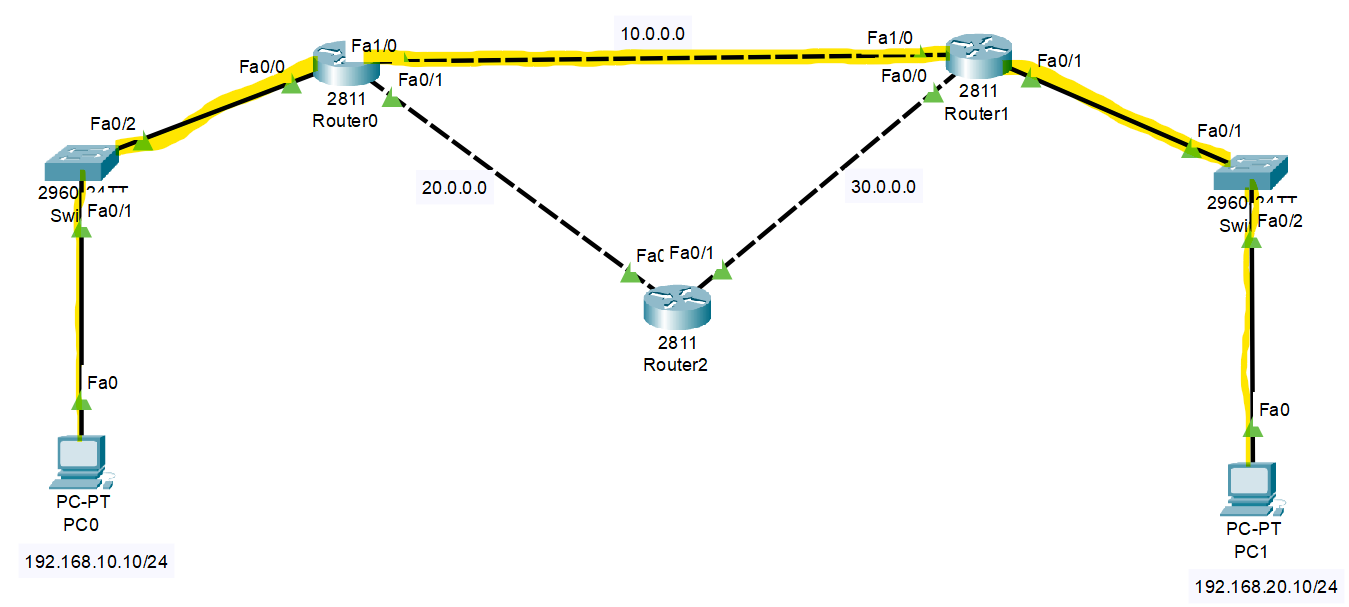 10.0.0.0
Fa1/0
Fa1/0
Fa0/0
Fa0/1
Fa0/0
Fa0/1
2811
Router0
2811
Router1
Fa0/2
Fa0/1
20.0.0.0
30.0.0.0
Fa0/1
Fa0/2
Fa0/1
2811
Router2
Fa0
Fa0
PC-PT
PC0
PC-PT
PC1
192.168.10.10/24
192.168.20.10/24